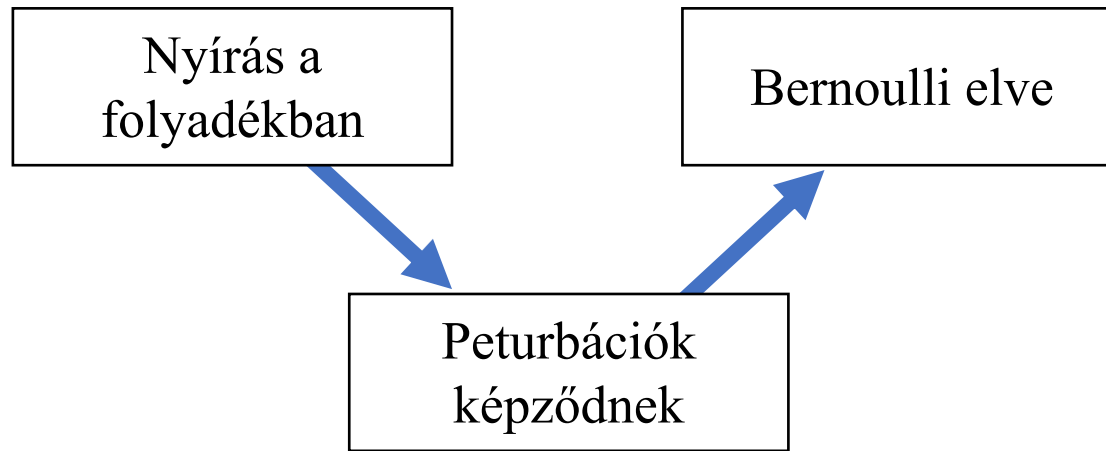 Nyírás a
folyadékban
Bernoulli elve
Peturbációk
képződnek